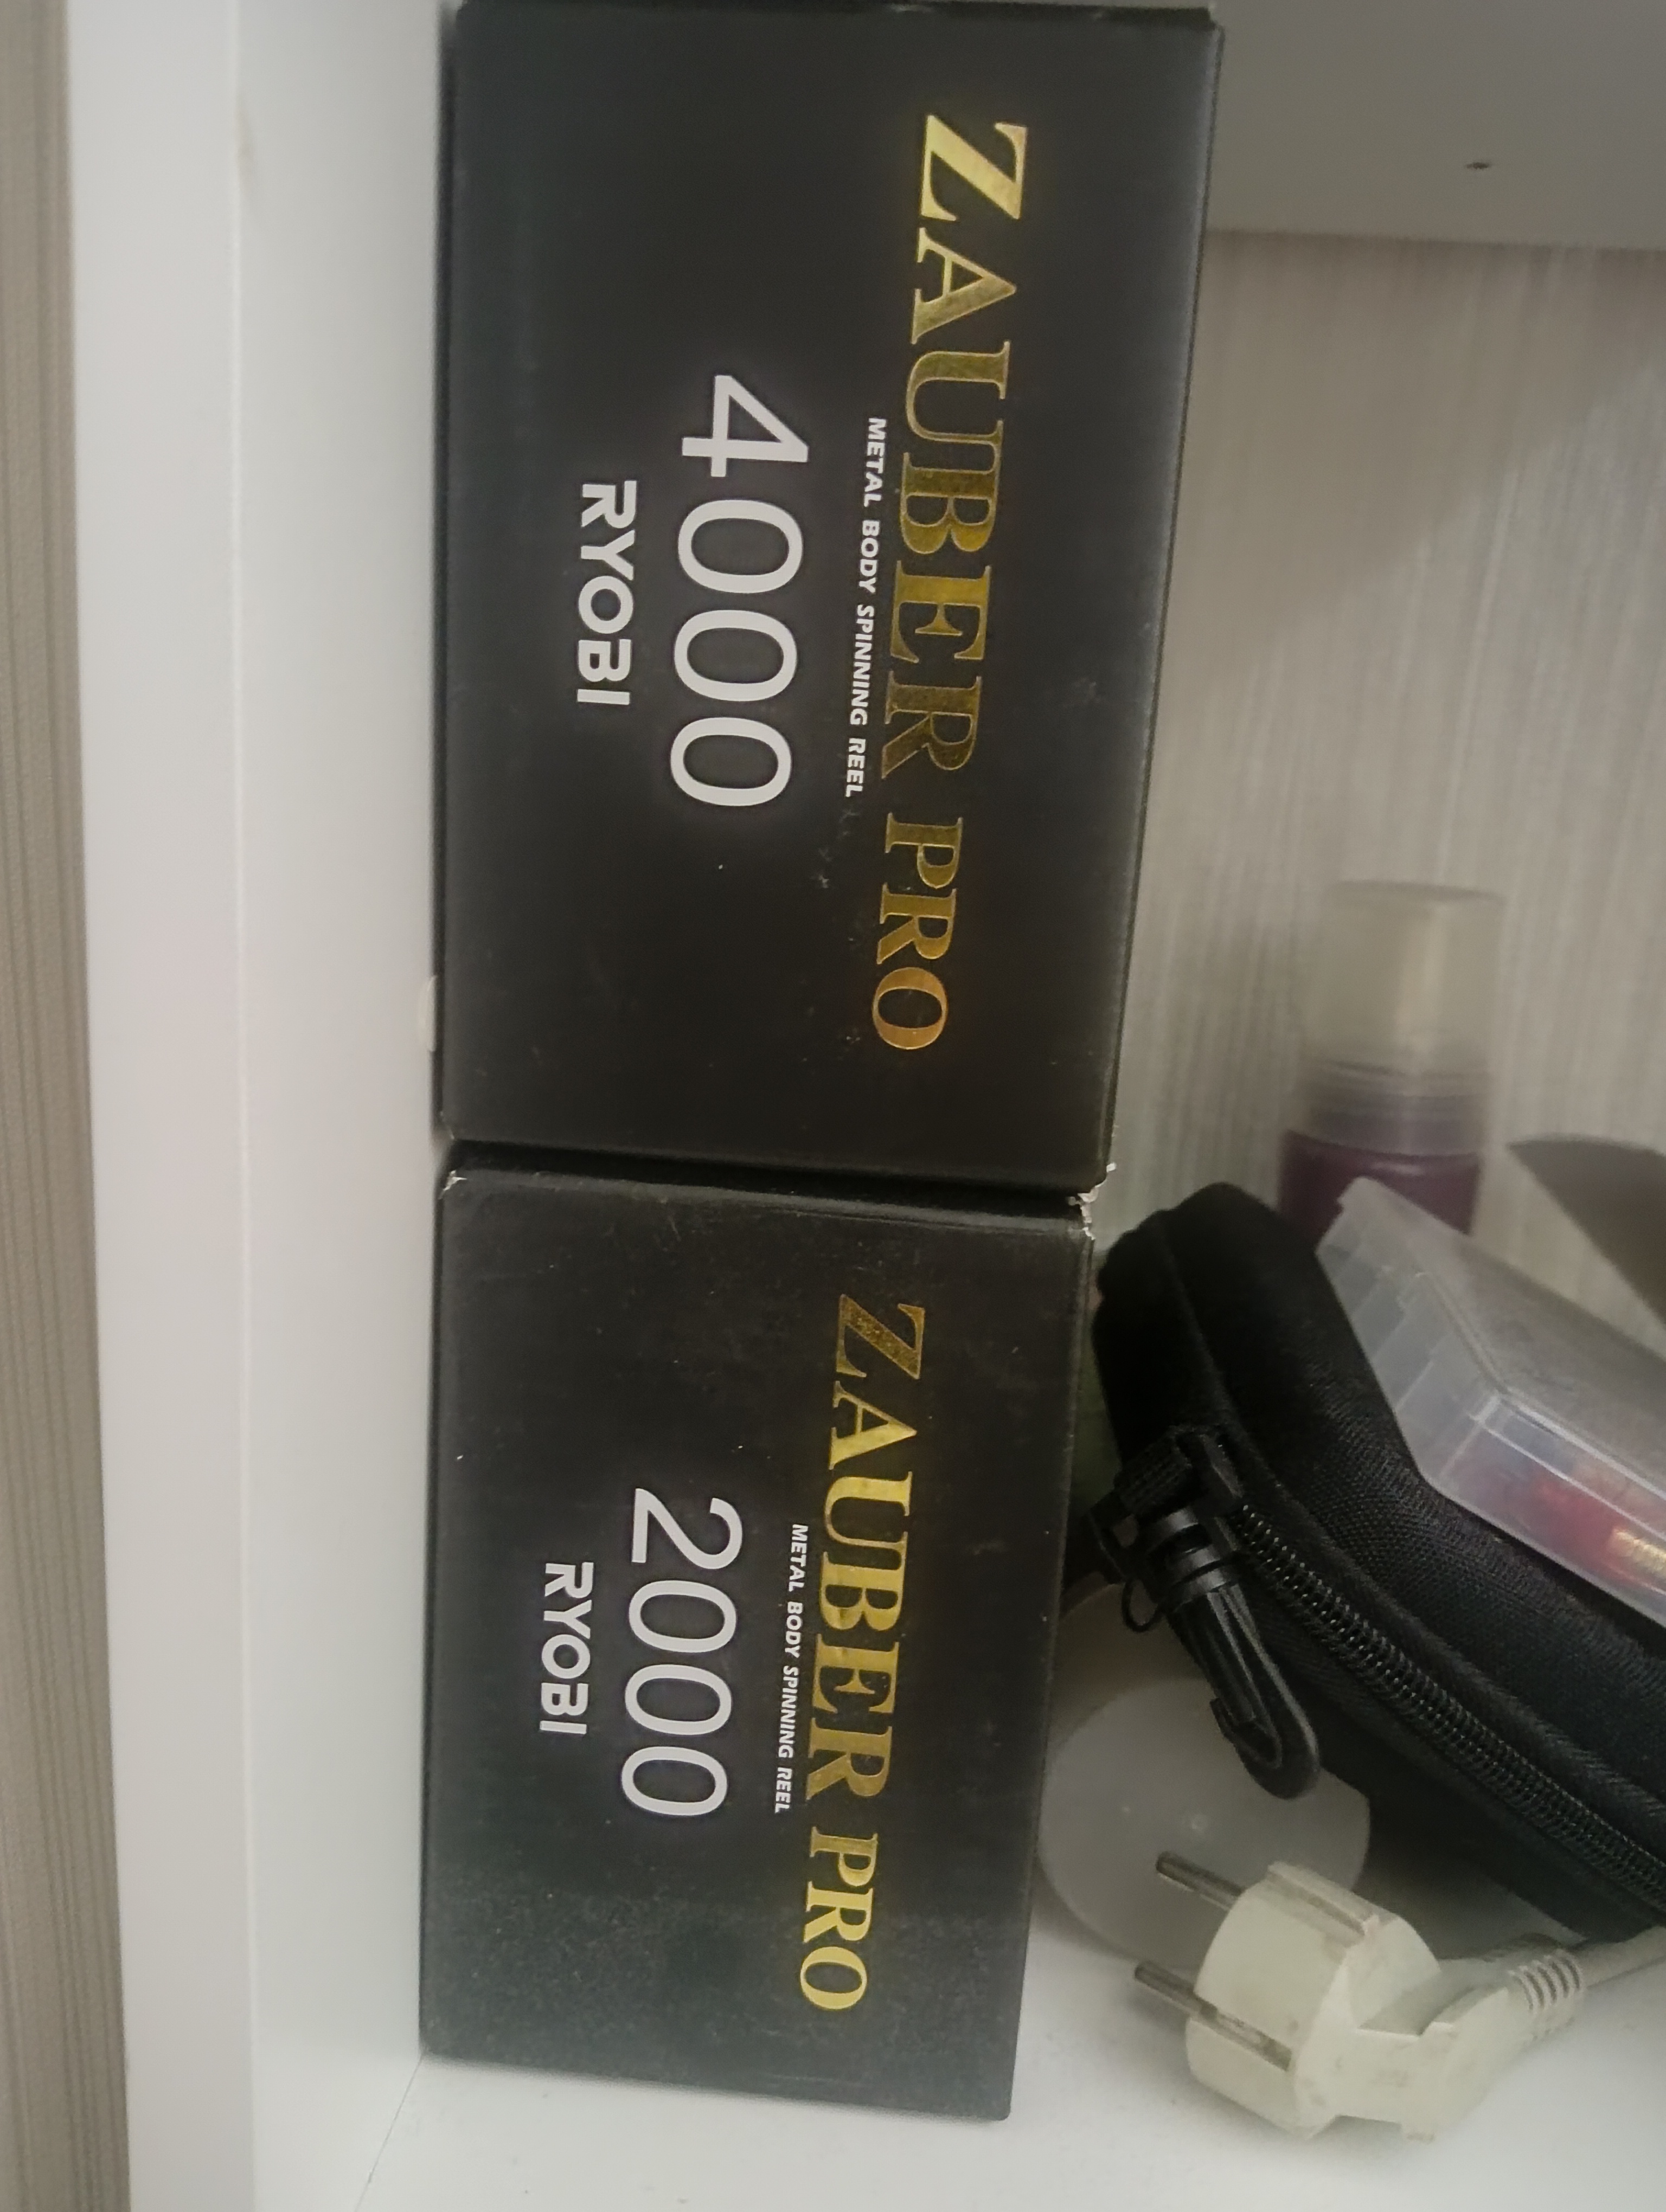 ZAUBER PRO
METAL BODY SPINNING REEL
4000
RYOBI
ZAUBER PRO
METAL BODY SPINNING REEL
2000
RYOBI